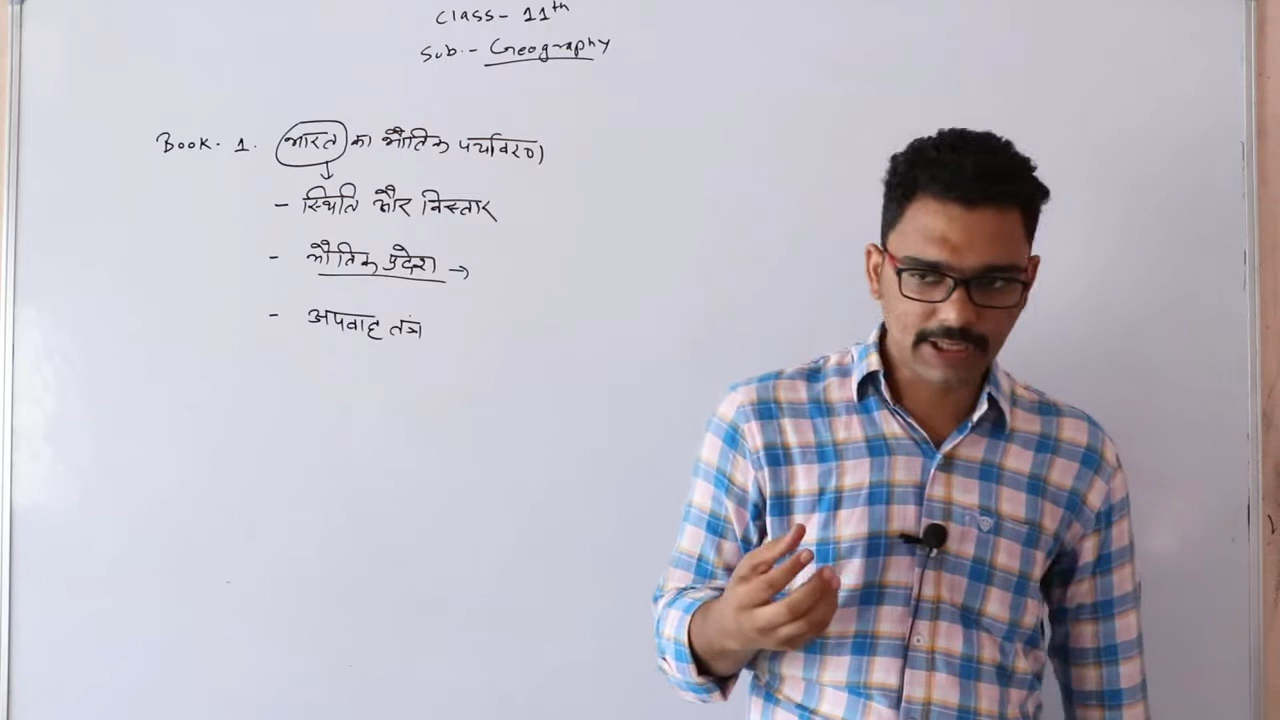 Class- 11th
Sub.- Geography
Book. 1. भारत का भौतिक पर्यावरण
- स्थिति और विस्तार
- भौतिक प्रदेश →
- अपवाह तंत्र